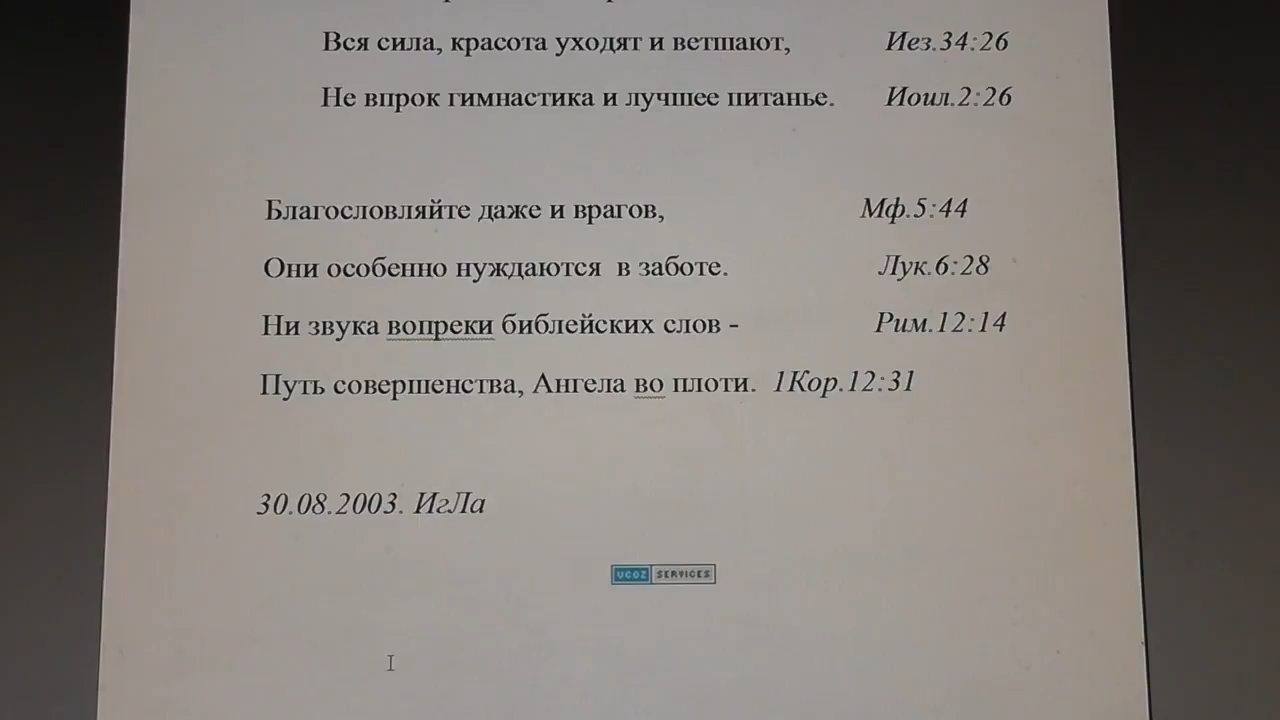 Вся сила, красота уходят и ветшают, Иез.34:26
Не впрок гимнастика и лучшее питанье. Иоил.2:26
Благословляйте даже и врагов, Мф.5:44
Они особенно нуждаются в заботе. Лук.6:28
Ни звука вопреки библейских слов - Рим.12:14
Путь совершенства, Ангела во плоти. 1Кор.12:31
30.08.2003. ИгЛа
UCOZ SERVICES